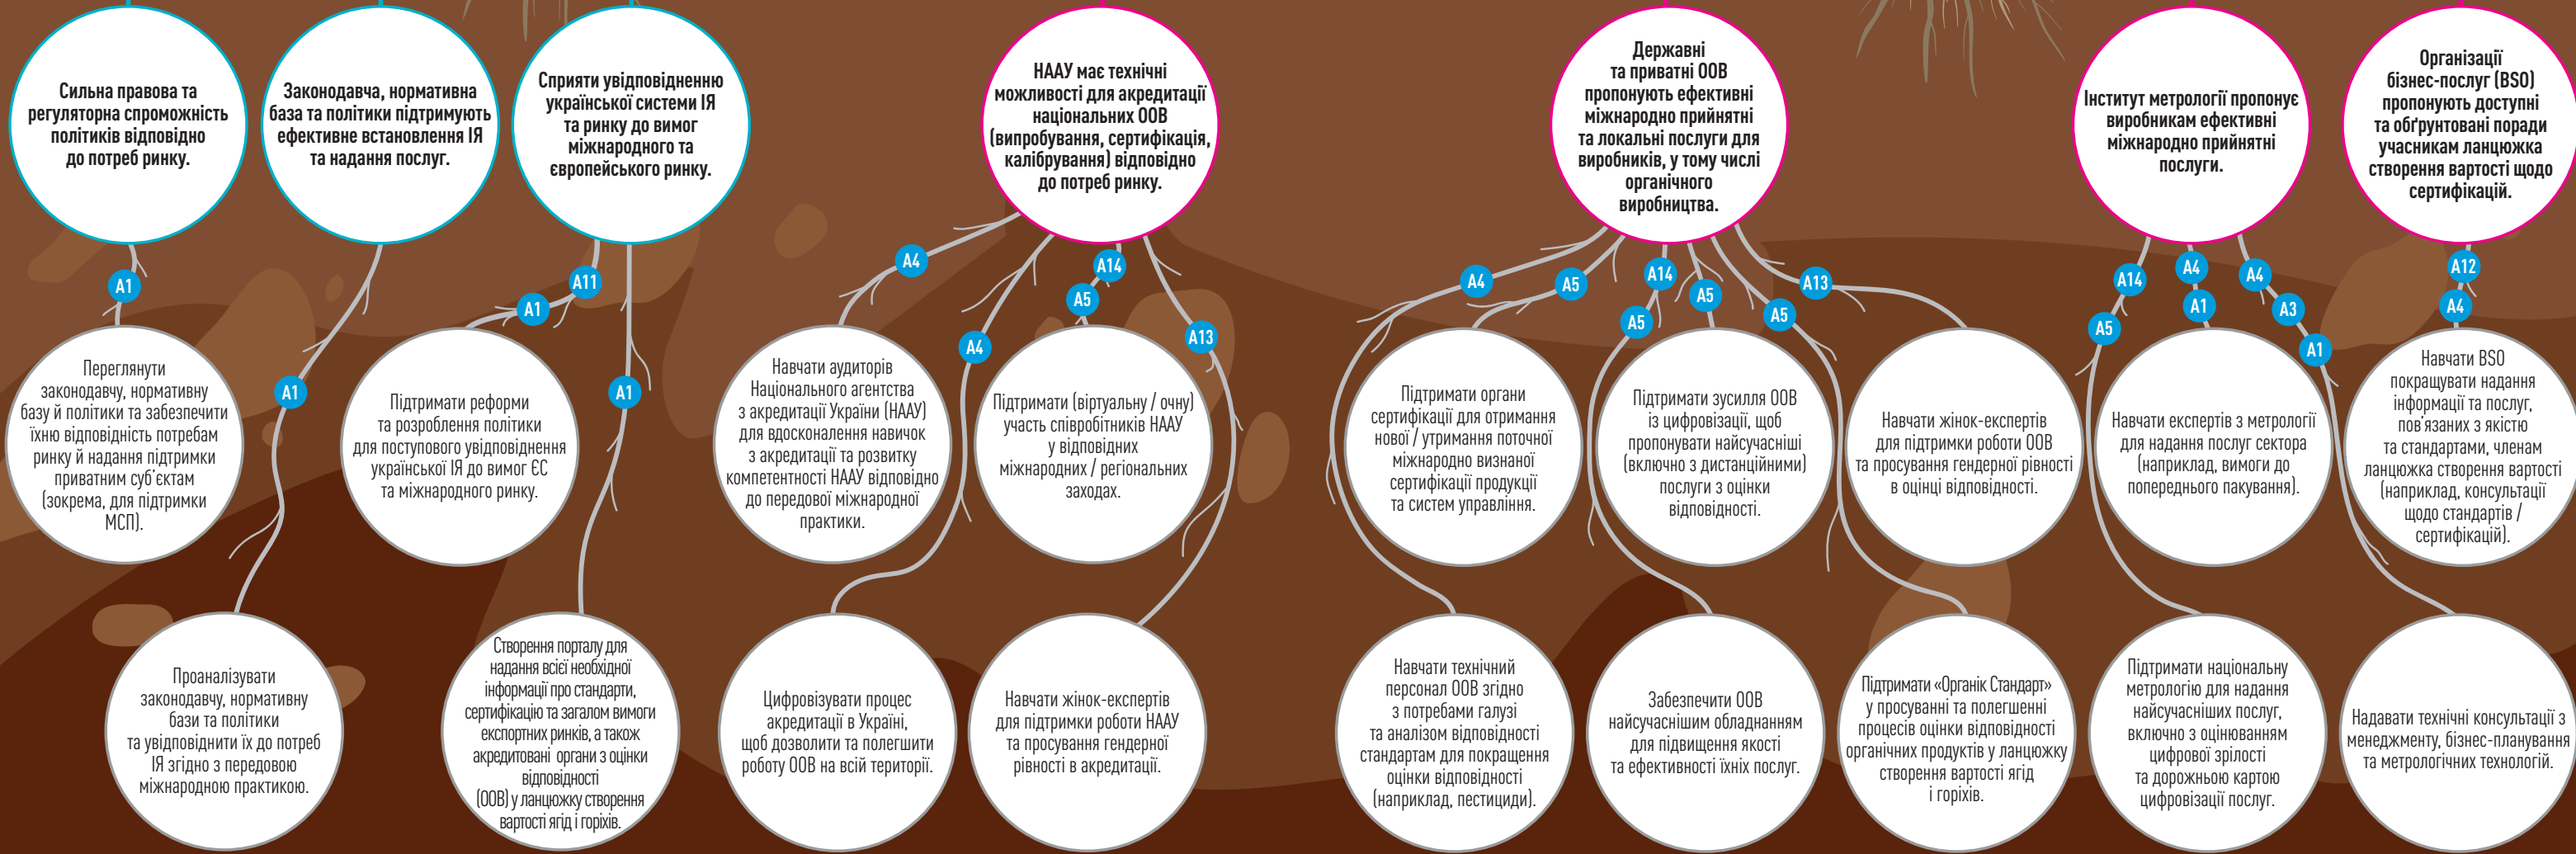 Сильна правова та
регуляторна спроможність
політиків відповідно
до потреб ринку.
Законодавча, нормативна
база та політики підтримують
ефективне встановлення ІЯ
та надання послуг.
Сприяти увідповідненню
української системи ІЯ
та ринку до вимог
міжнародного та
європейського ринку.
НААУ має технічні
можливості для акредитації
національних ООВ
(випробування, сертифікація,
калібрування) відповідно
до потреб ринку.
Державні
та приватні ООВ
пропонують ефективні
міжнародно прийнятні
та локальні послуги для
виробників, у тому числі
органічного
виробництва.
Інститут метрології пропонує
виробникам ефективні
міжнародно прийнятні
послуги.
Організації
бізнес-послуг (BSO)
пропонують доступні
та обґрунтовані поради
учасникам ланцюжка
створення вартості щодо
сертифікацій.
A1
A1
A11
A1
A1
A4
A4
A14
A5
A13
A4
A5
A14
A5
A5
A5
A13
A14
A5
A4
A1
A4
A3
A1
A12
A4
Переглянути
законодавчу, нормативну
базу й політики та забезпечити
їхню відповідність потребам
ринку й надання підтримки
приватним суб'єктам
(зокрема, для підтримки
МСП).
Підтримати реформи
та розроблення політики
для поступового увідповіднення
української ІЯ до вимог ЄС
та міжнародного ринку.
Навчати аудиторів
Національного агентства
з акредитації України (НААУ)
для вдосконалення навичок
з акредитації та розвитку
компетентності НААУ відповідно
до передової міжнародної
практики.
Підтримати (віртуальну / очну)
участь співробітників НААУ
у відповідних
міжнародних / регіональних
заходах.
Підтримати органи
сертифікації для отримання
нової / утримання поточної
міжнародно визнаної
сертифікації продукції
та систем управління.
Підтримати зусилля ООВ
із цифровізації, щоб
пропонувати найсучасніші
(включно з дистанційними)
послуги з оцінки
відповідності.
Навчати жінок-експертів
для підтримки роботи ООВ
та просування гендерної рівності
в оцінці відповідності.
Навчати експертів з метрології
для надання послуг сектора
(наприклад, вимоги до
попереднього пакування).
Навчати BSO
покращувати надання
інформації та послуг,
пов'язаних з якістю
та стандартами, членам
ланцюжка створення вартості
(наприклад, консультації
щодо стандартів /
сертифікацій).
Проаналізувати
законодавчу, нормативну
бази та політики
та увідповіднити їх до потреб
ІЯ згідно з передовою
міжнародною практикою.
Створення порталу для
надання всієї необхідної
інформації про стандарти,
сертифікацію та загалом вимоги
експортних ринків, а також
акредитовані органи з оцінки
відповідності
(ООВ) у ланцюжку створення
вартості ягід і горіхів.
Цифровізувати процес
акредитації в Україні,
щоб дозволити та полегшити
роботу ООВ на всій території.
Навчати жінок-експертів
для підтримки роботи НААУ
та просування гендерної
рівності в акредитації.
Навчати технічний
персонал ООВ згідно
з потребами галузі
та аналізом відповідності
стандартам для покращення
оцінки відповідності
(наприклад, пестициди).
Забезпечити ООВ
найсучаснішим обладнанням
для підвищення якості
та ефективності їхніх послуг.
Підтримати «Органік Стандарт»
у просуванні та полегшенні
процесів оцінки відповідності
органічних продуктів у ланцюжку
створення вартості ягід
і горіхів.
Підтримати національну
метрологію для надання
найсучасніших послуг,
включно з оцінюванням
цифрової зрілості
та дорожньою картою
цифровізації послуг.
Надавати технічні консультації з
менеджменту, бізнес-планування
та метрологічних технологій.